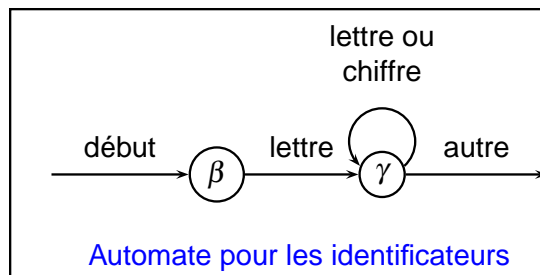 lettre ou
chiffre
début
lettre
autre
β
γ
Automate pour les identificateurs